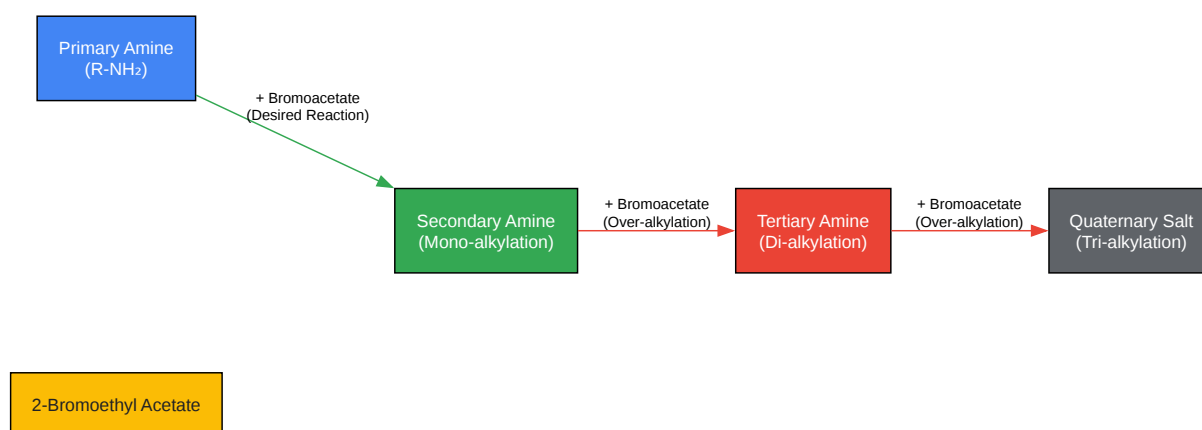 Primary Amine
(R-NH₂)
+ Bromoacetate
(Desired Reaction)
Secondary Amine
(Mono-alkylation)
+ Bromoacetate
(Over-alkylation)
Tertiary Amine
(Di-alkylation)
+ Bromoacetate
(Over-alkylation)
Quaternary Salt
(Tri-alkylation)
2-Bromoethyl Acetate